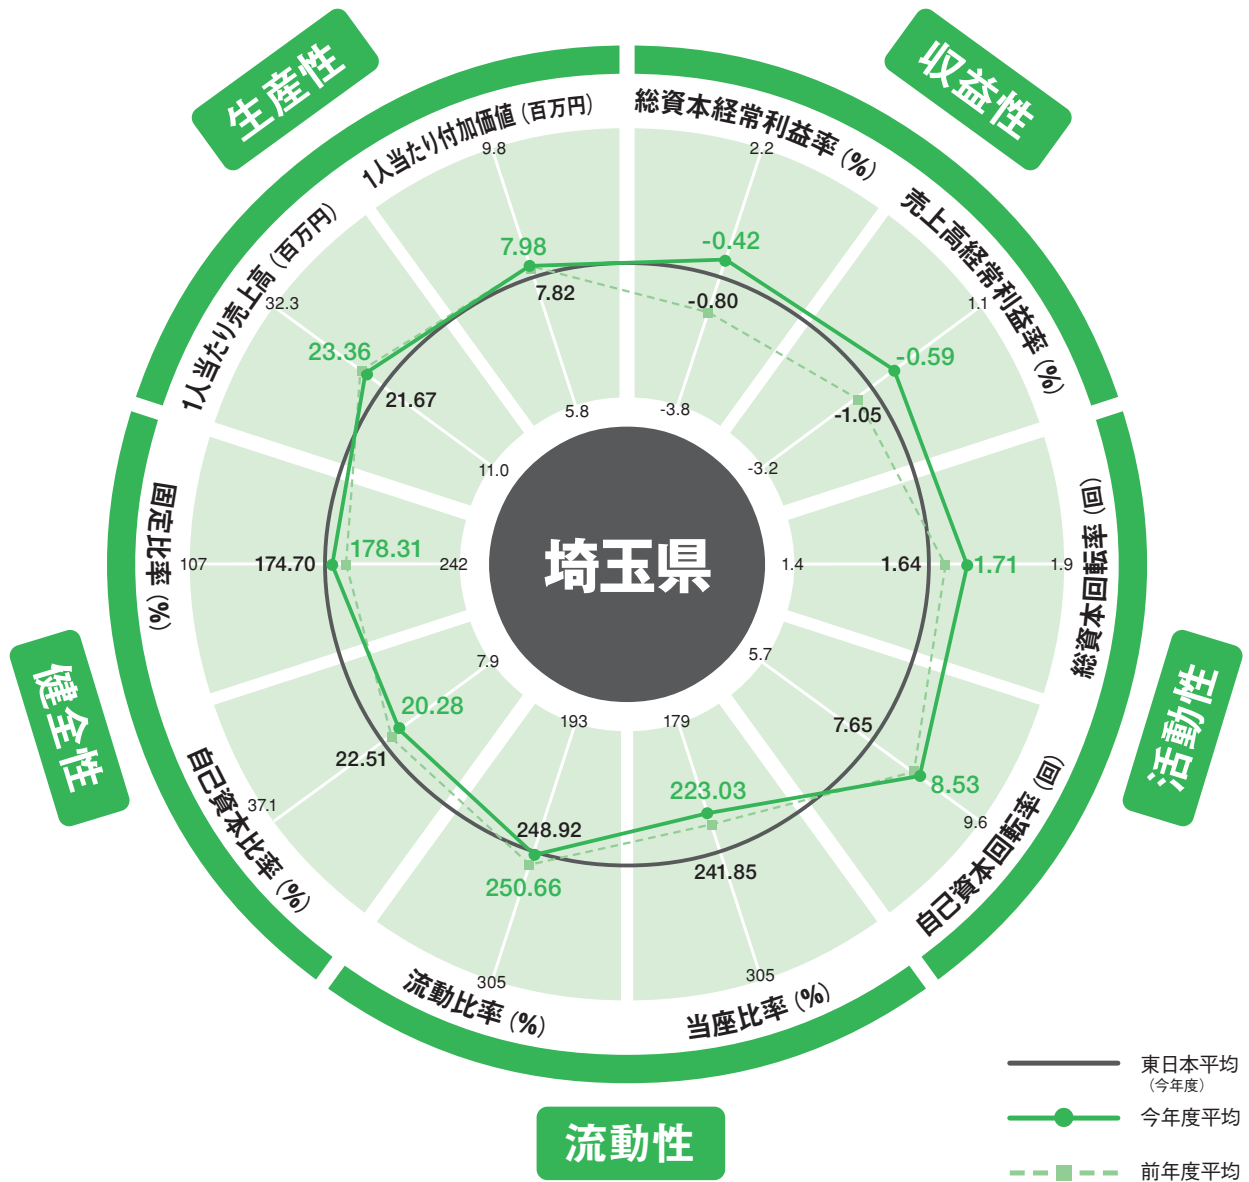 生産性
収益性
1人当たり付加価値（百万円）
9.8
7.98
7.82
5.8
総資本経常利益率（%）
2.2
-0.42
-0.80
-3.8
売上高経常利益率（%）
1.1
-0.59
-1.05
-3.2
1人当たり売上高（百万円）
32.3
23.36
21.67
11.0
固定比率（%）
107
174.70
178.31
242
埼玉県
1.4
1.64
1.71
1.9
総資本回転率（回）
健全性
活動性
7.9
20.28
22.51
37.1
自己資本比率（%）
5.7
7.65
8.53
9.6
自己資本回転率（回）
193
248.92
250.66
305
流動比率（%）
179
223.03
241.85
305
当座比率（%）
流動性
東日本平均
（今年度）
今年度平均
前年度平均